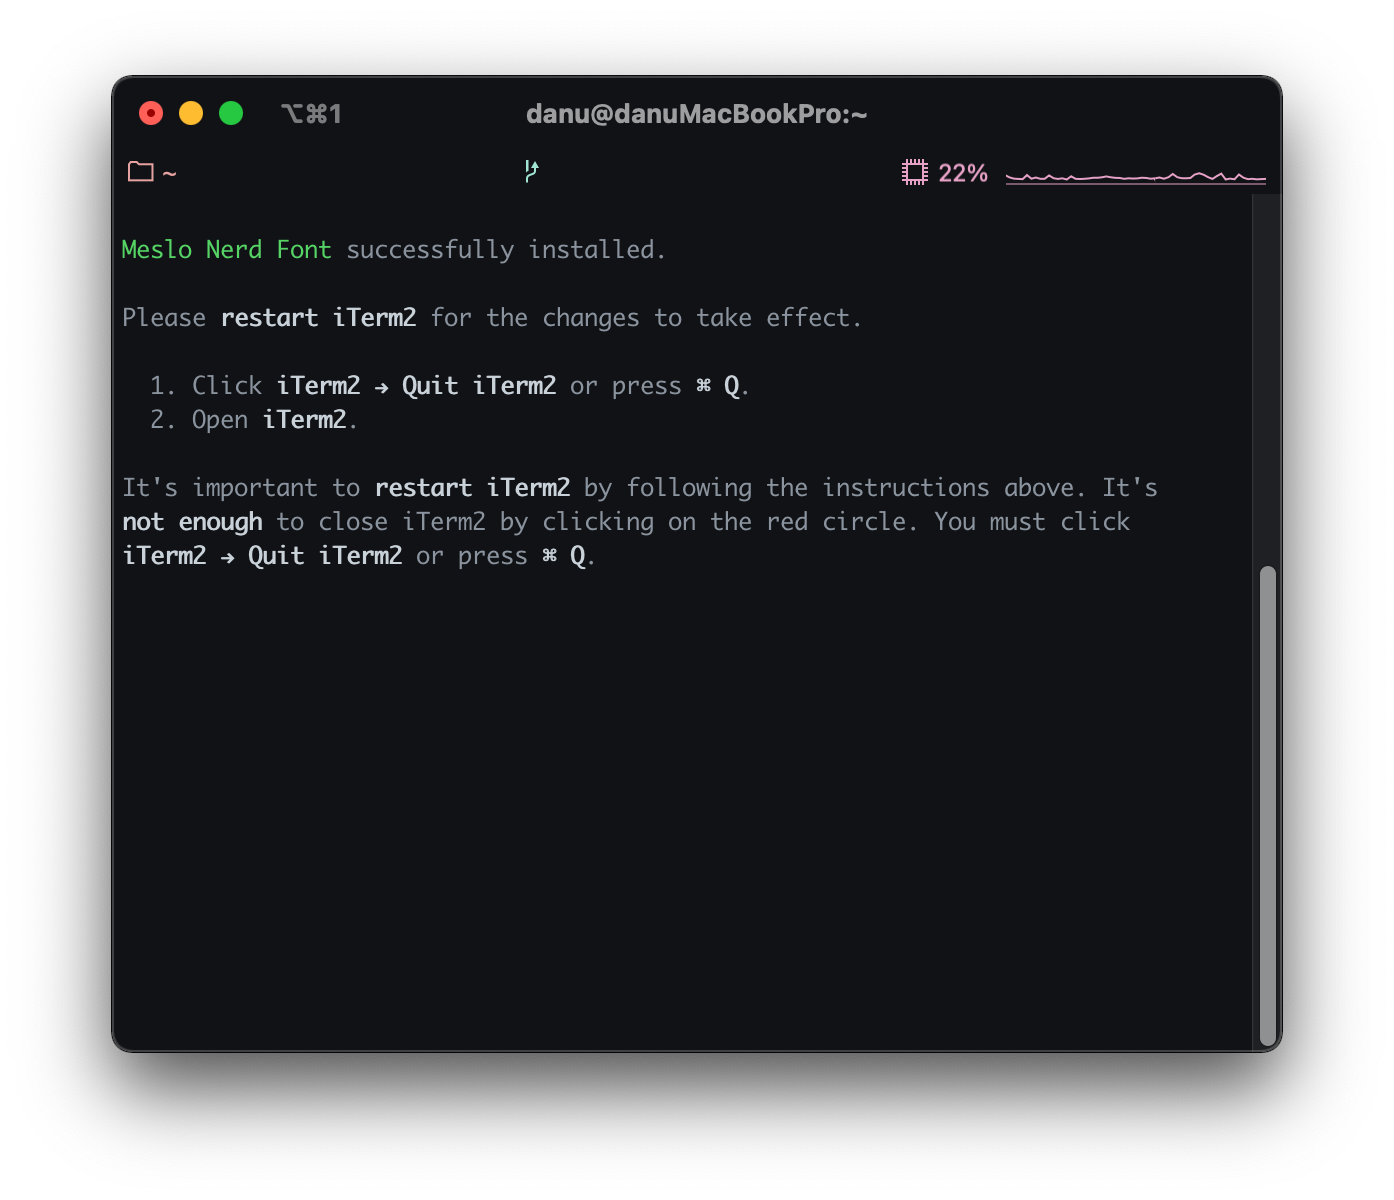 ⌥⌘1 danu@danuMacBookPro:~
~ 22%
Meslo Nerd Font successfully installed.
Please restart iTerm2 for the changes to take effect.
1. Click iTerm2 → Quit iTerm2 or press ⌘ Q.
2. Open iTerm2.
It's important to restart iTerm2 by following the instructions above. It's
not enough to close iTerm2 by clicking on the red circle. You must click
iTerm2 → Quit iTerm2 or press ⌘ Q.